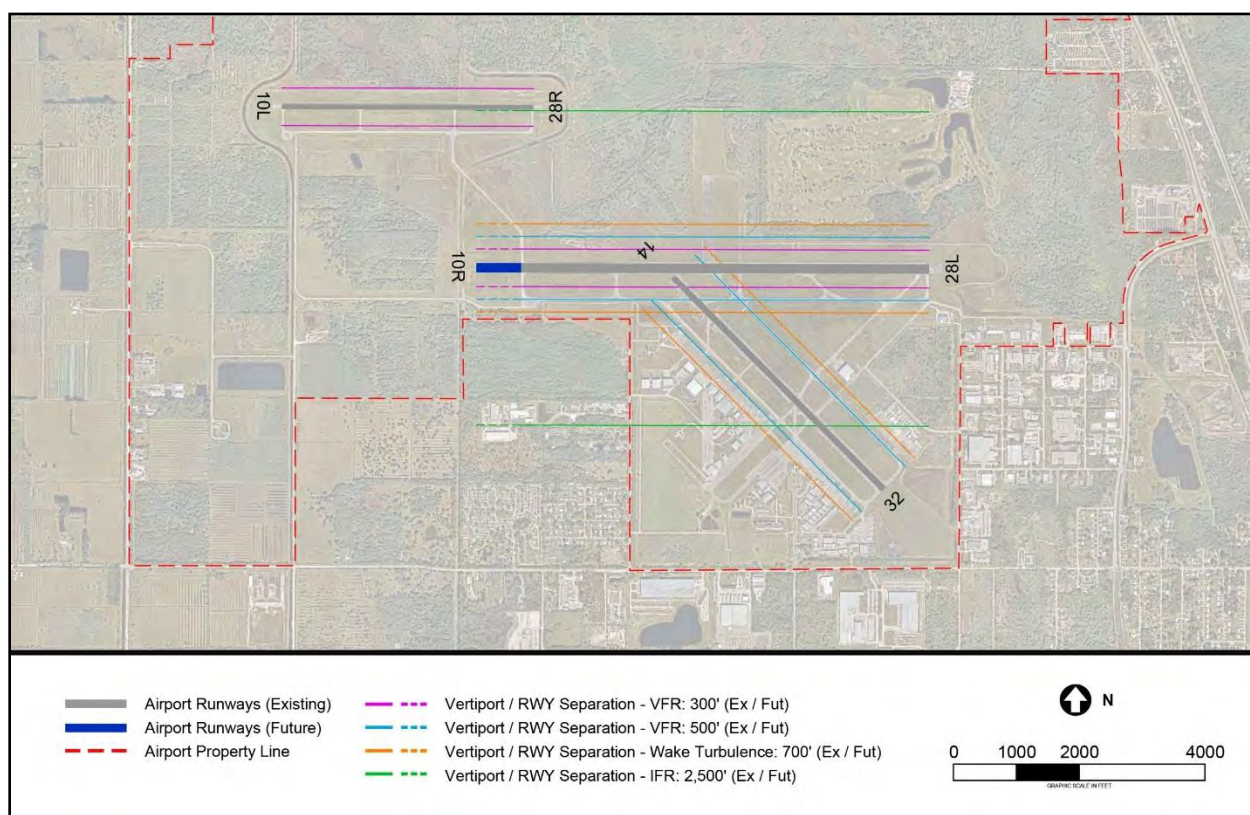 10L
28R
14
10R
28L
32
Airport Runways (Existing)
Airport Runways (Future)
Airport Property Line
Vertiport / RWY Separation - VFR: 300' (Ex / Fut)
Vertiport / RWY Separation - VFR: 500' (Ex / Fut)
Vertiport / RWY Separation - Wake Turbulence: 700' (Ex / Fut)
Vertiport / RWY Separation - IFR: 2,500' (Ex / Fut)
N
0 1000 2000 4000
GRAPHIC SCALE IN FEET